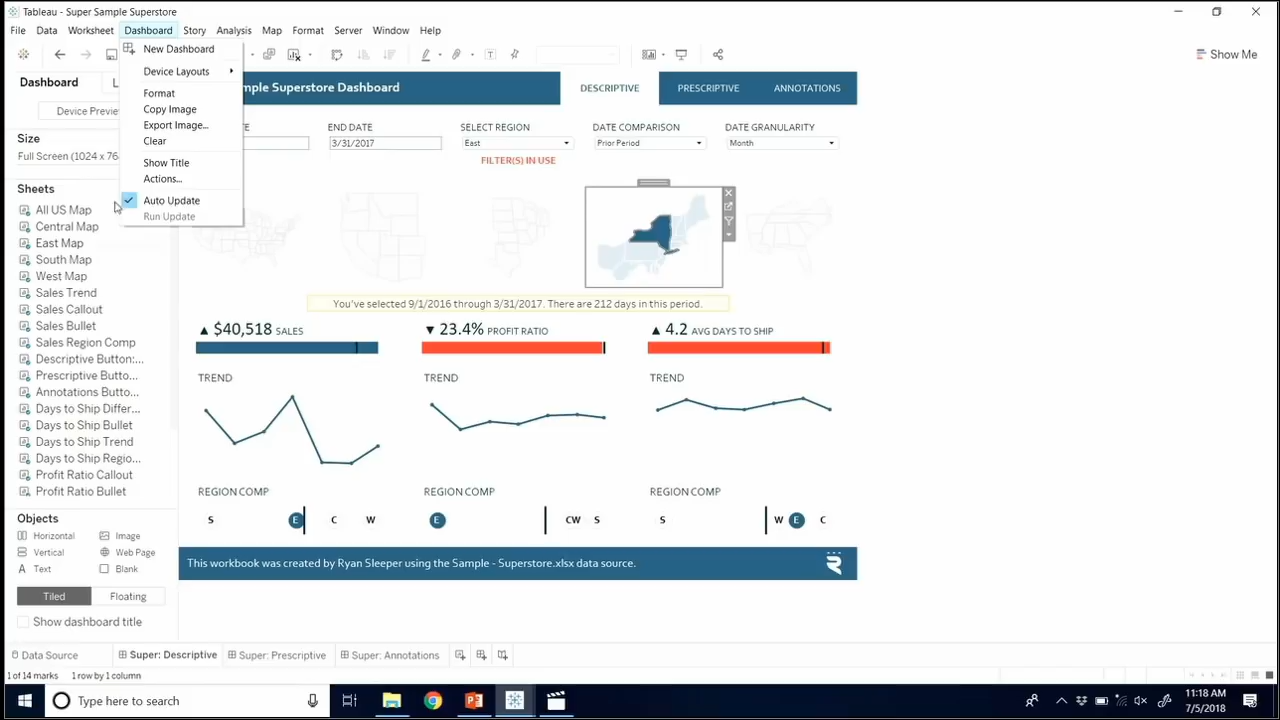 Tableau - Super Sample Superstore
File Data Worksheet Dashboard Story Analysis Map Format Server Window Help
New Dashboard
Device Layouts
Format
Copy Image
Export Image...
Clear
Show Title
Actions...
Auto Update
Run Update
Show Me
Dashboard
Size
Full Screen (1024 x 76
Sheets
All US Map
Central Map
East Map
South Map
West Map
Sales Trend
Sales Callout
Sales Bullet
Sales Region Comp
Descriptive Button:...
Prescriptive Butto...
Annotations Butto...
Days to Ship Differ...
Days to Ship Bullet
Days to Ship Trend
Days to Ship Regio...
Profit Ratio Callout
Profit Ratio Bullet
Objects
Horizontal Image
Vertical Web Page
A Text Blank
Tiled Floating
Show dashboard title
mple Superstore Dashboard
DESCRIPTIVE PRESCRIPTIVE ANNOTATIONS
TE END DATE SELECT REGION DATE COMPARISON DATE GRANULARITY
3/31/2017 East Prior Period Month
FILTER(S) IN USE
You've selected 9/1/2016 through 3/31/2017. There are 212 days in this period.
▲ $40,518 SALES ▼ 23.4% PROFIT RATIO ▲ 4.2 AVG DAYS TO SHIP
TREND TREND TREND
REGION COMP REGION COMP REGION COMP
S E C W E CW S S W E C
This workbook was created by Ryan Sleeper using the Sample - Superstore.xlsx data source.
Data Source Super: Descriptive Super: Prescriptive Super: Annotations
1 of 14 marks 1 row by 1 column
Type here to search
11:18 AM
7/5/2018